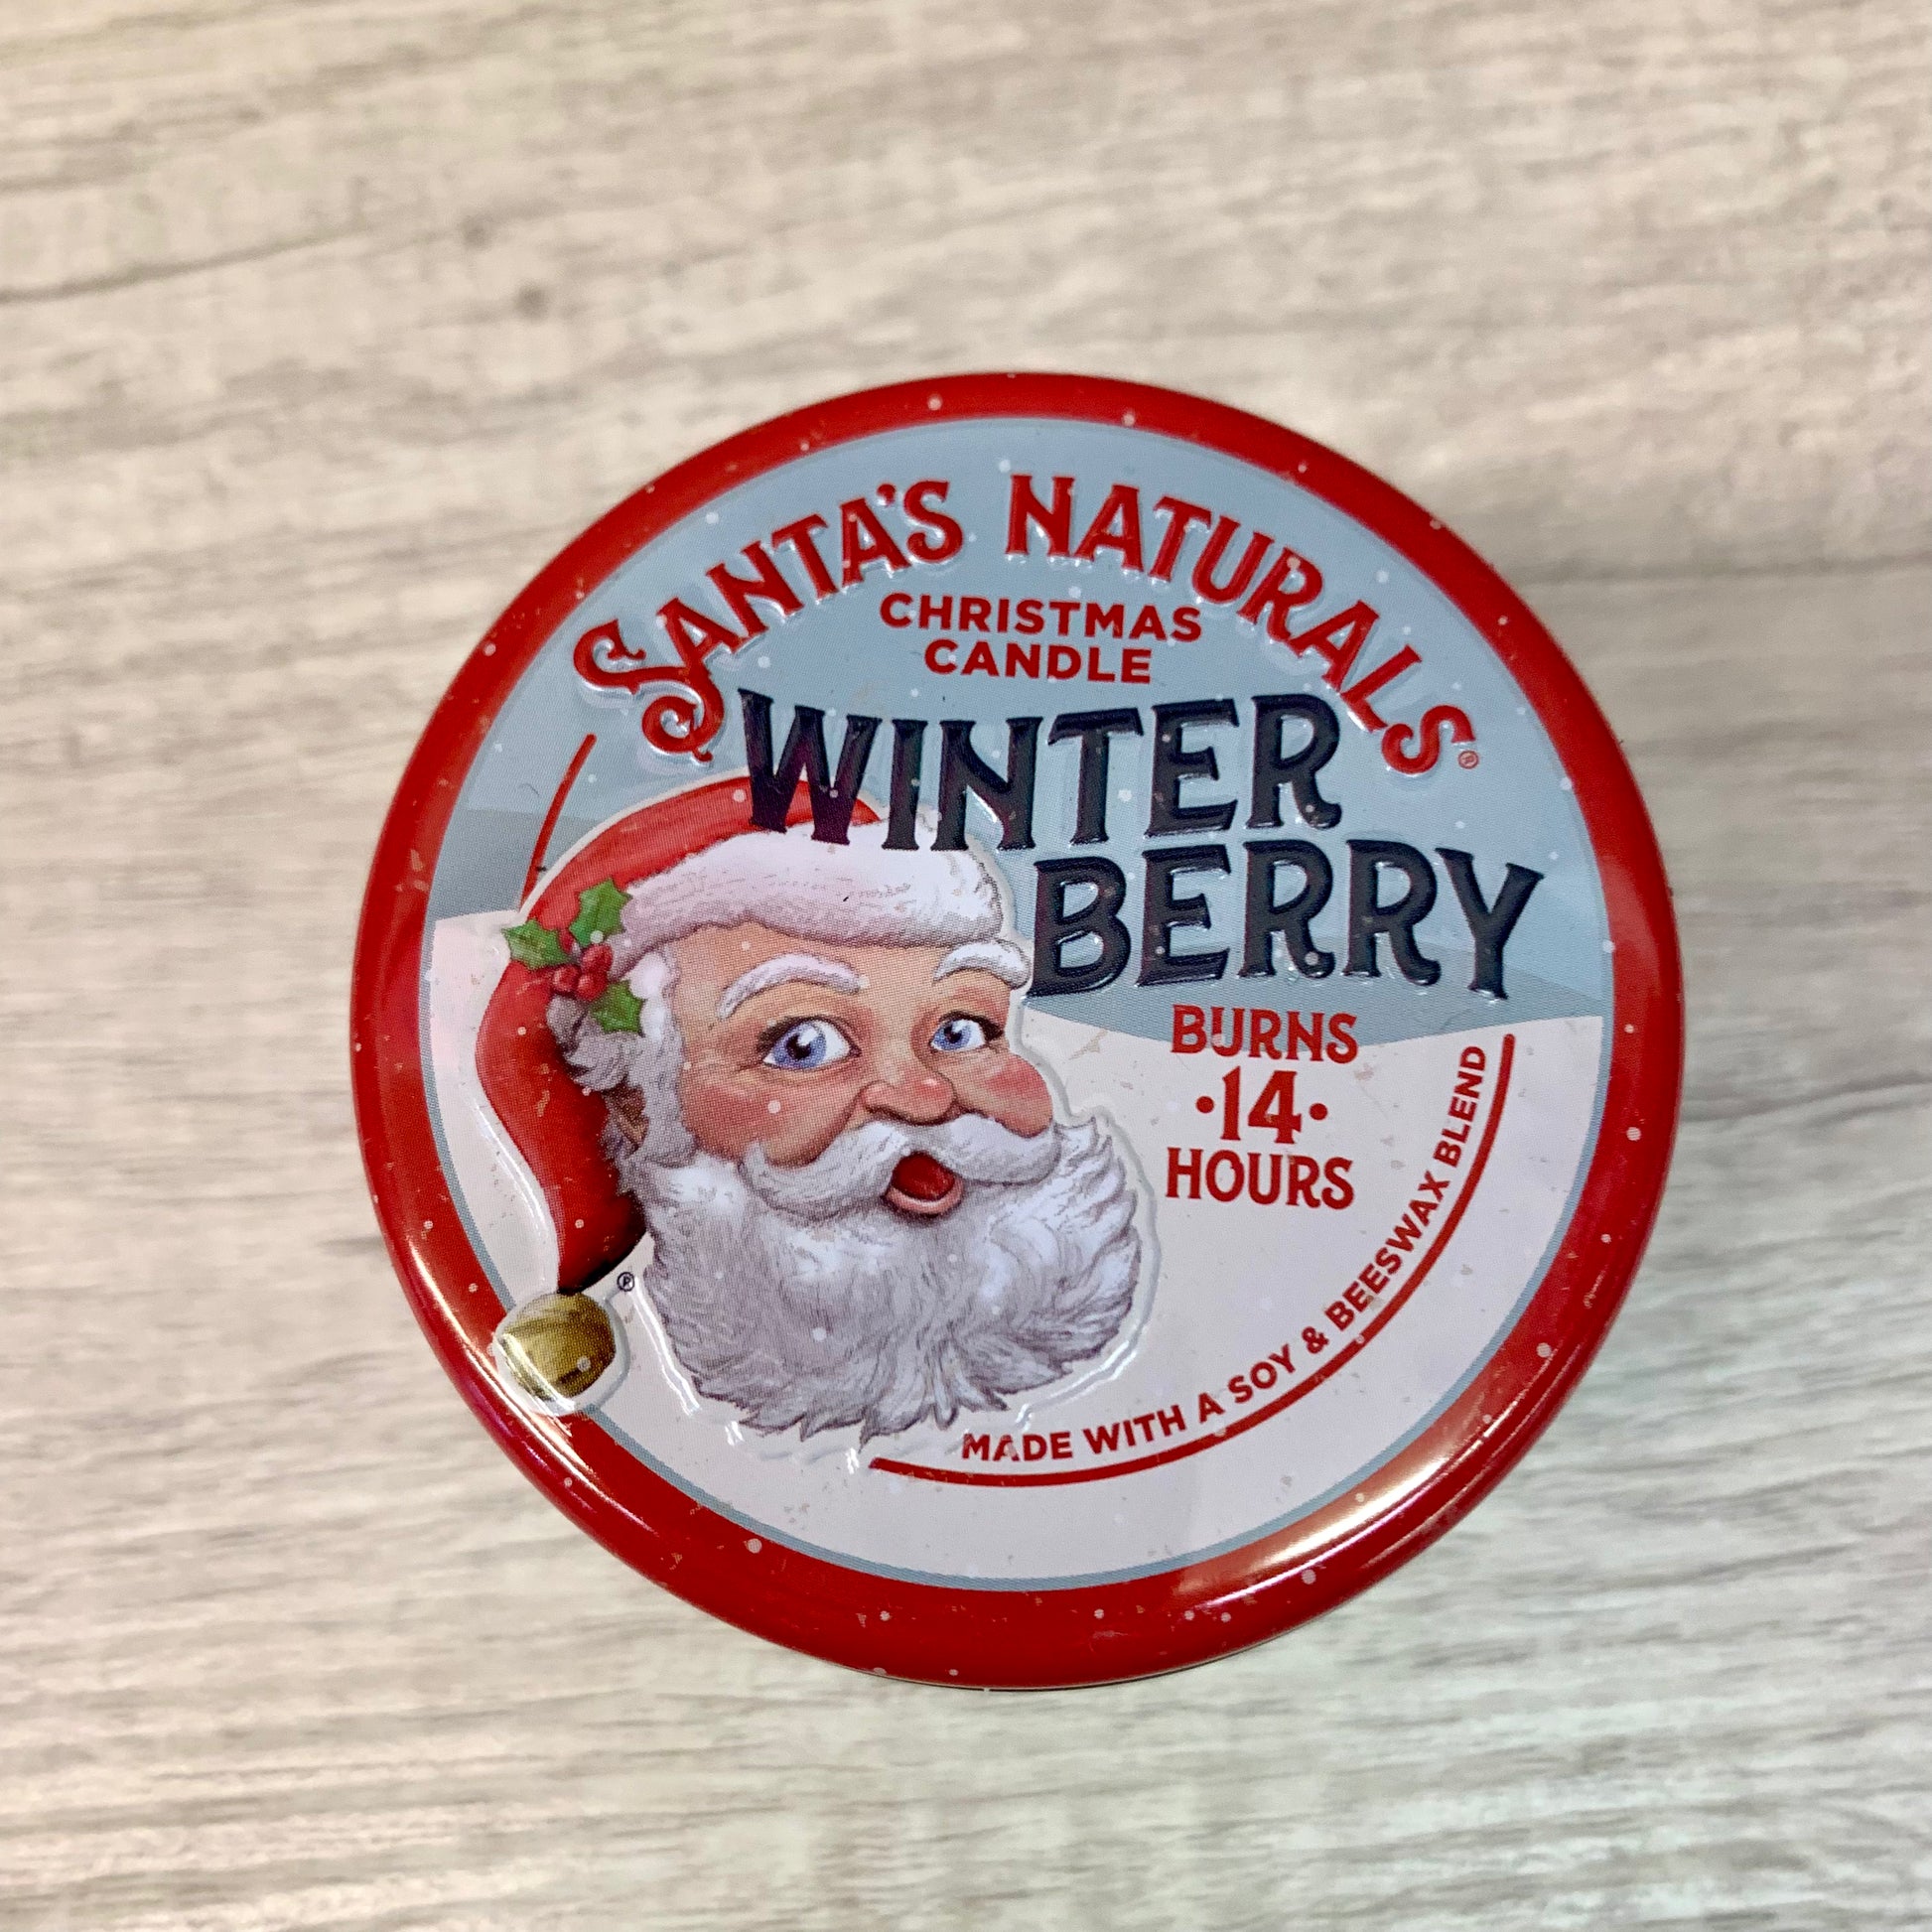 SANTA'S NATURALS®
CHRISTMAS
CANDLE
WINTER
BERRY
BURNS
•14•
HOURS
MADE WITH A SOY & BEESWAX BLEND
®